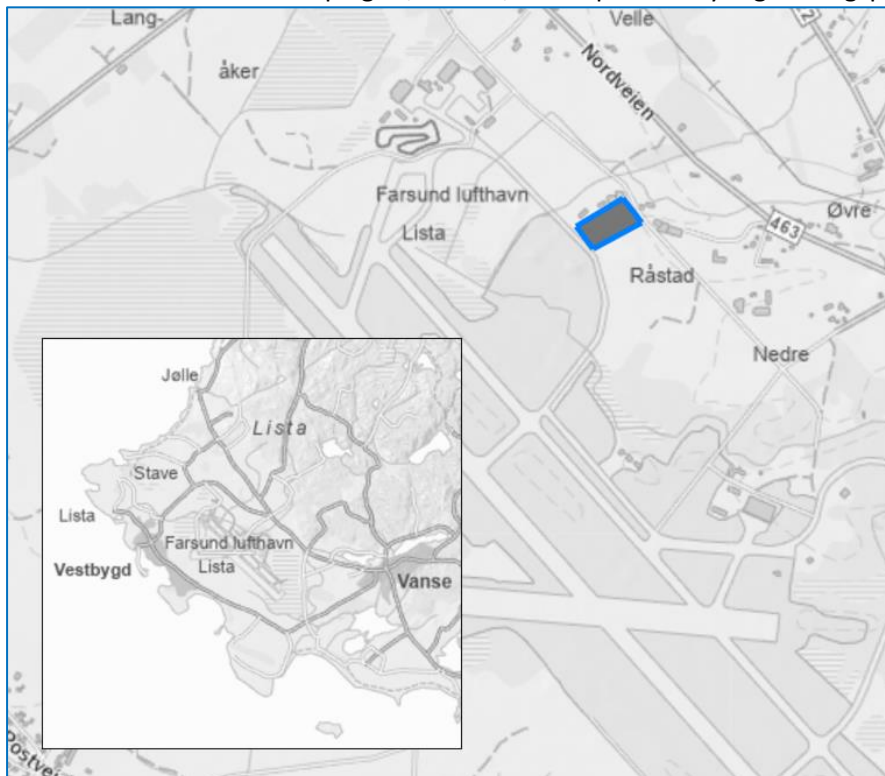 Lang-
åker
Velle
Nordveien
Farsund lufthavn
Lista
Øvre
463
Råstad
Nedre
Jølle
Lista
Stave
Lista
Farsund lufthavn
Lista
Vestbygd
Vanse